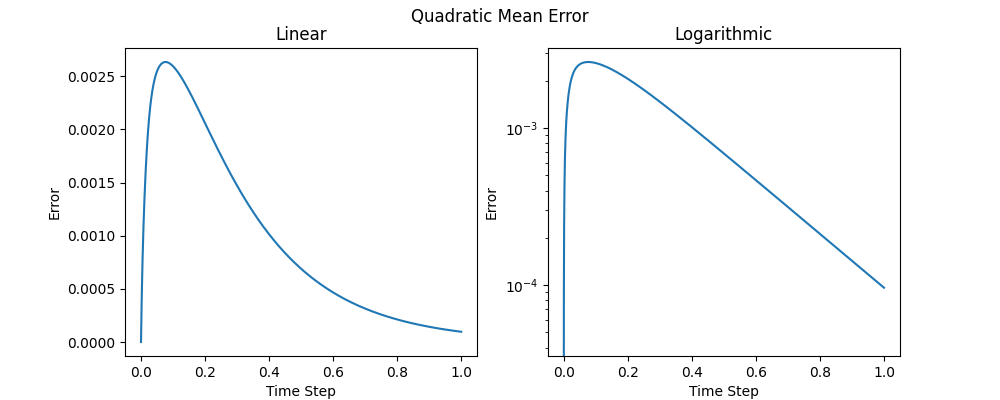 Quadratic Mean Error
Linear
Error
0.0025
0.0020
0.0015
0.0010
0.0005
0.0000
0.0 0.2 0.4 0.6 0.8 1.0
Time Step
Logarithmic
Error
10⁻³
10⁻⁴
0.0 0.2 0.4 0.6 0.8 1.0
Time Step